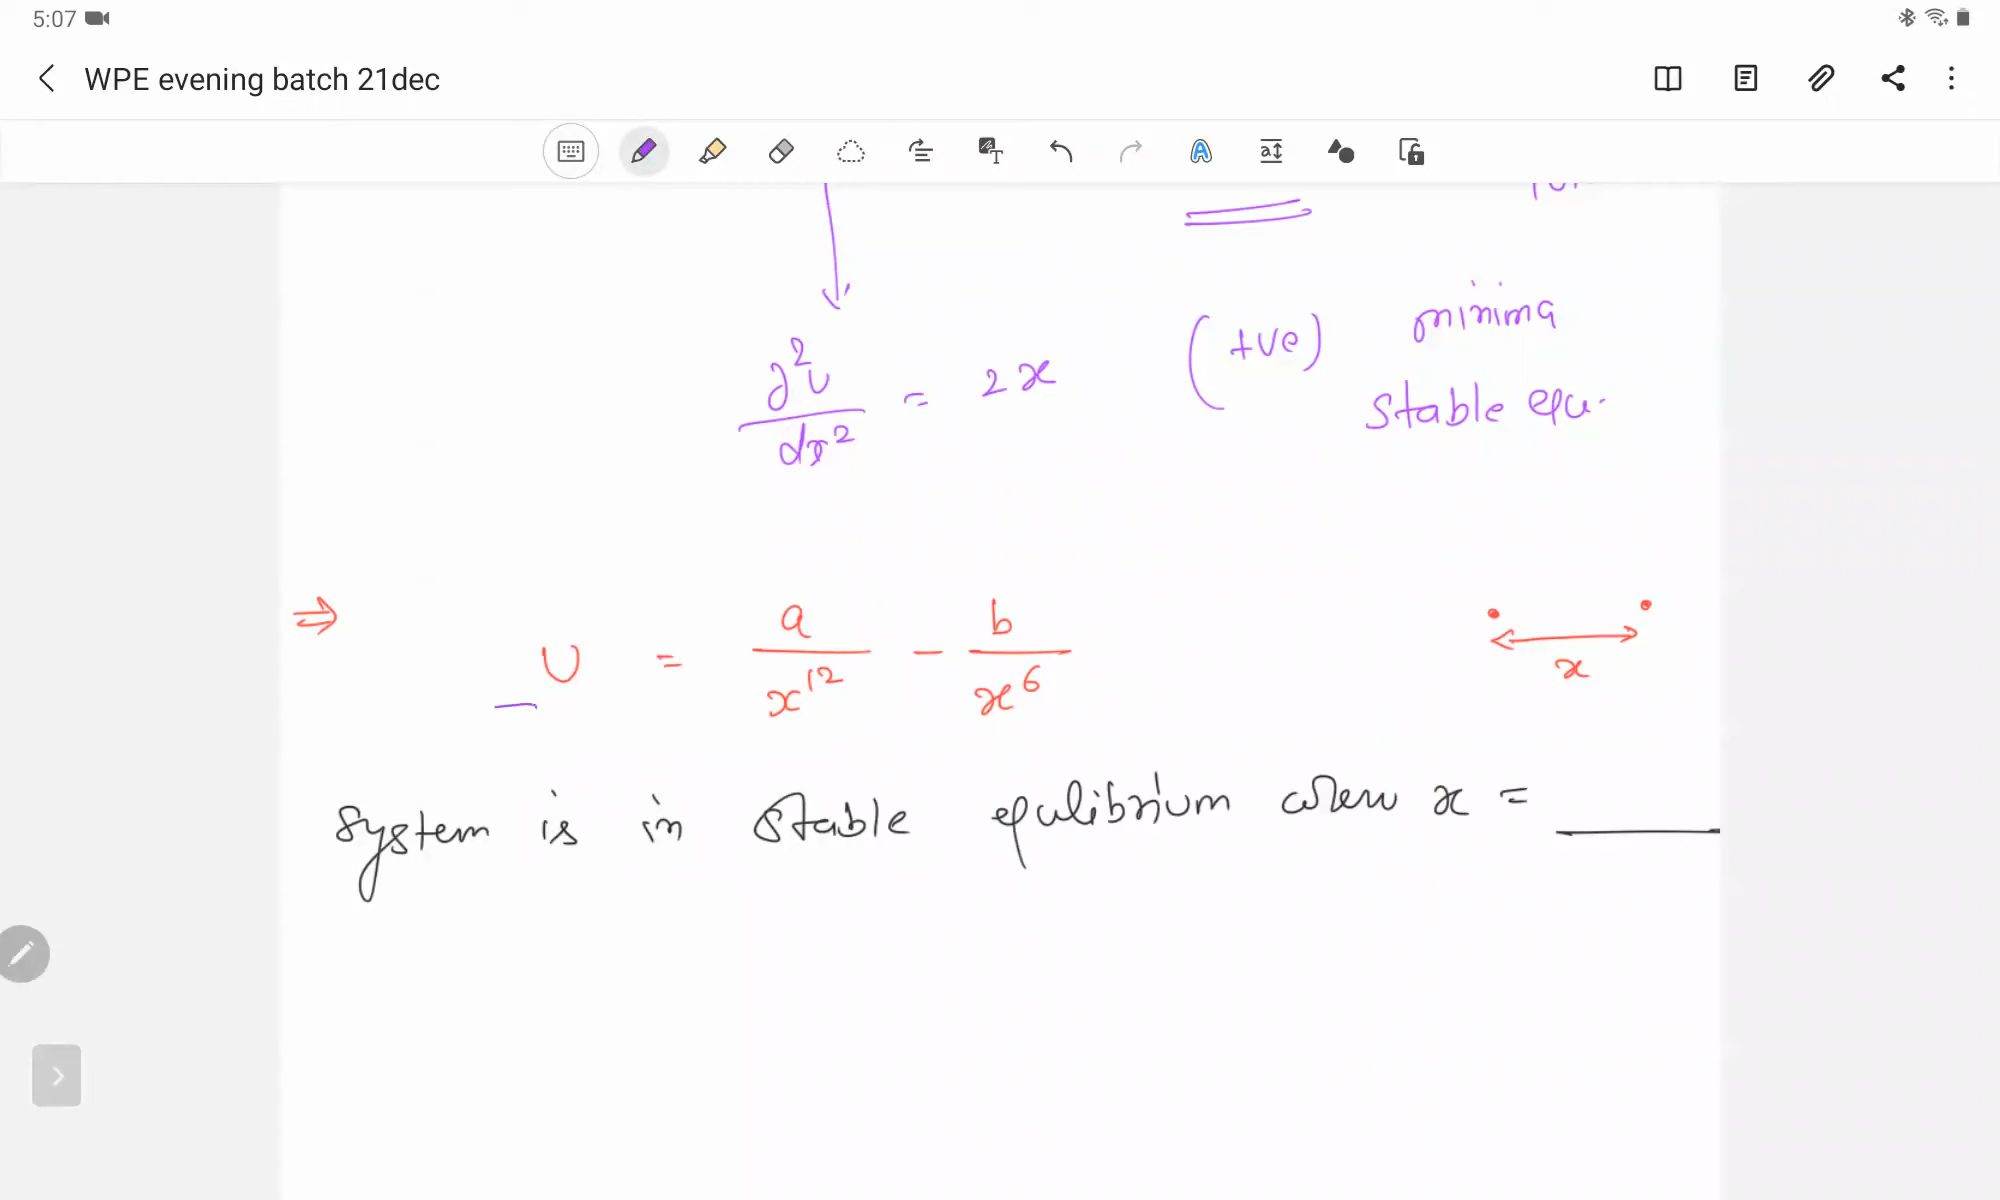 5:07
WPE evening batch 21dec
∂²U/dx² = 2x (+ve) minima
stable equ.
⇒ U = a/x¹² - b/x⁶
x
system is in stable equlibrium when x = ______